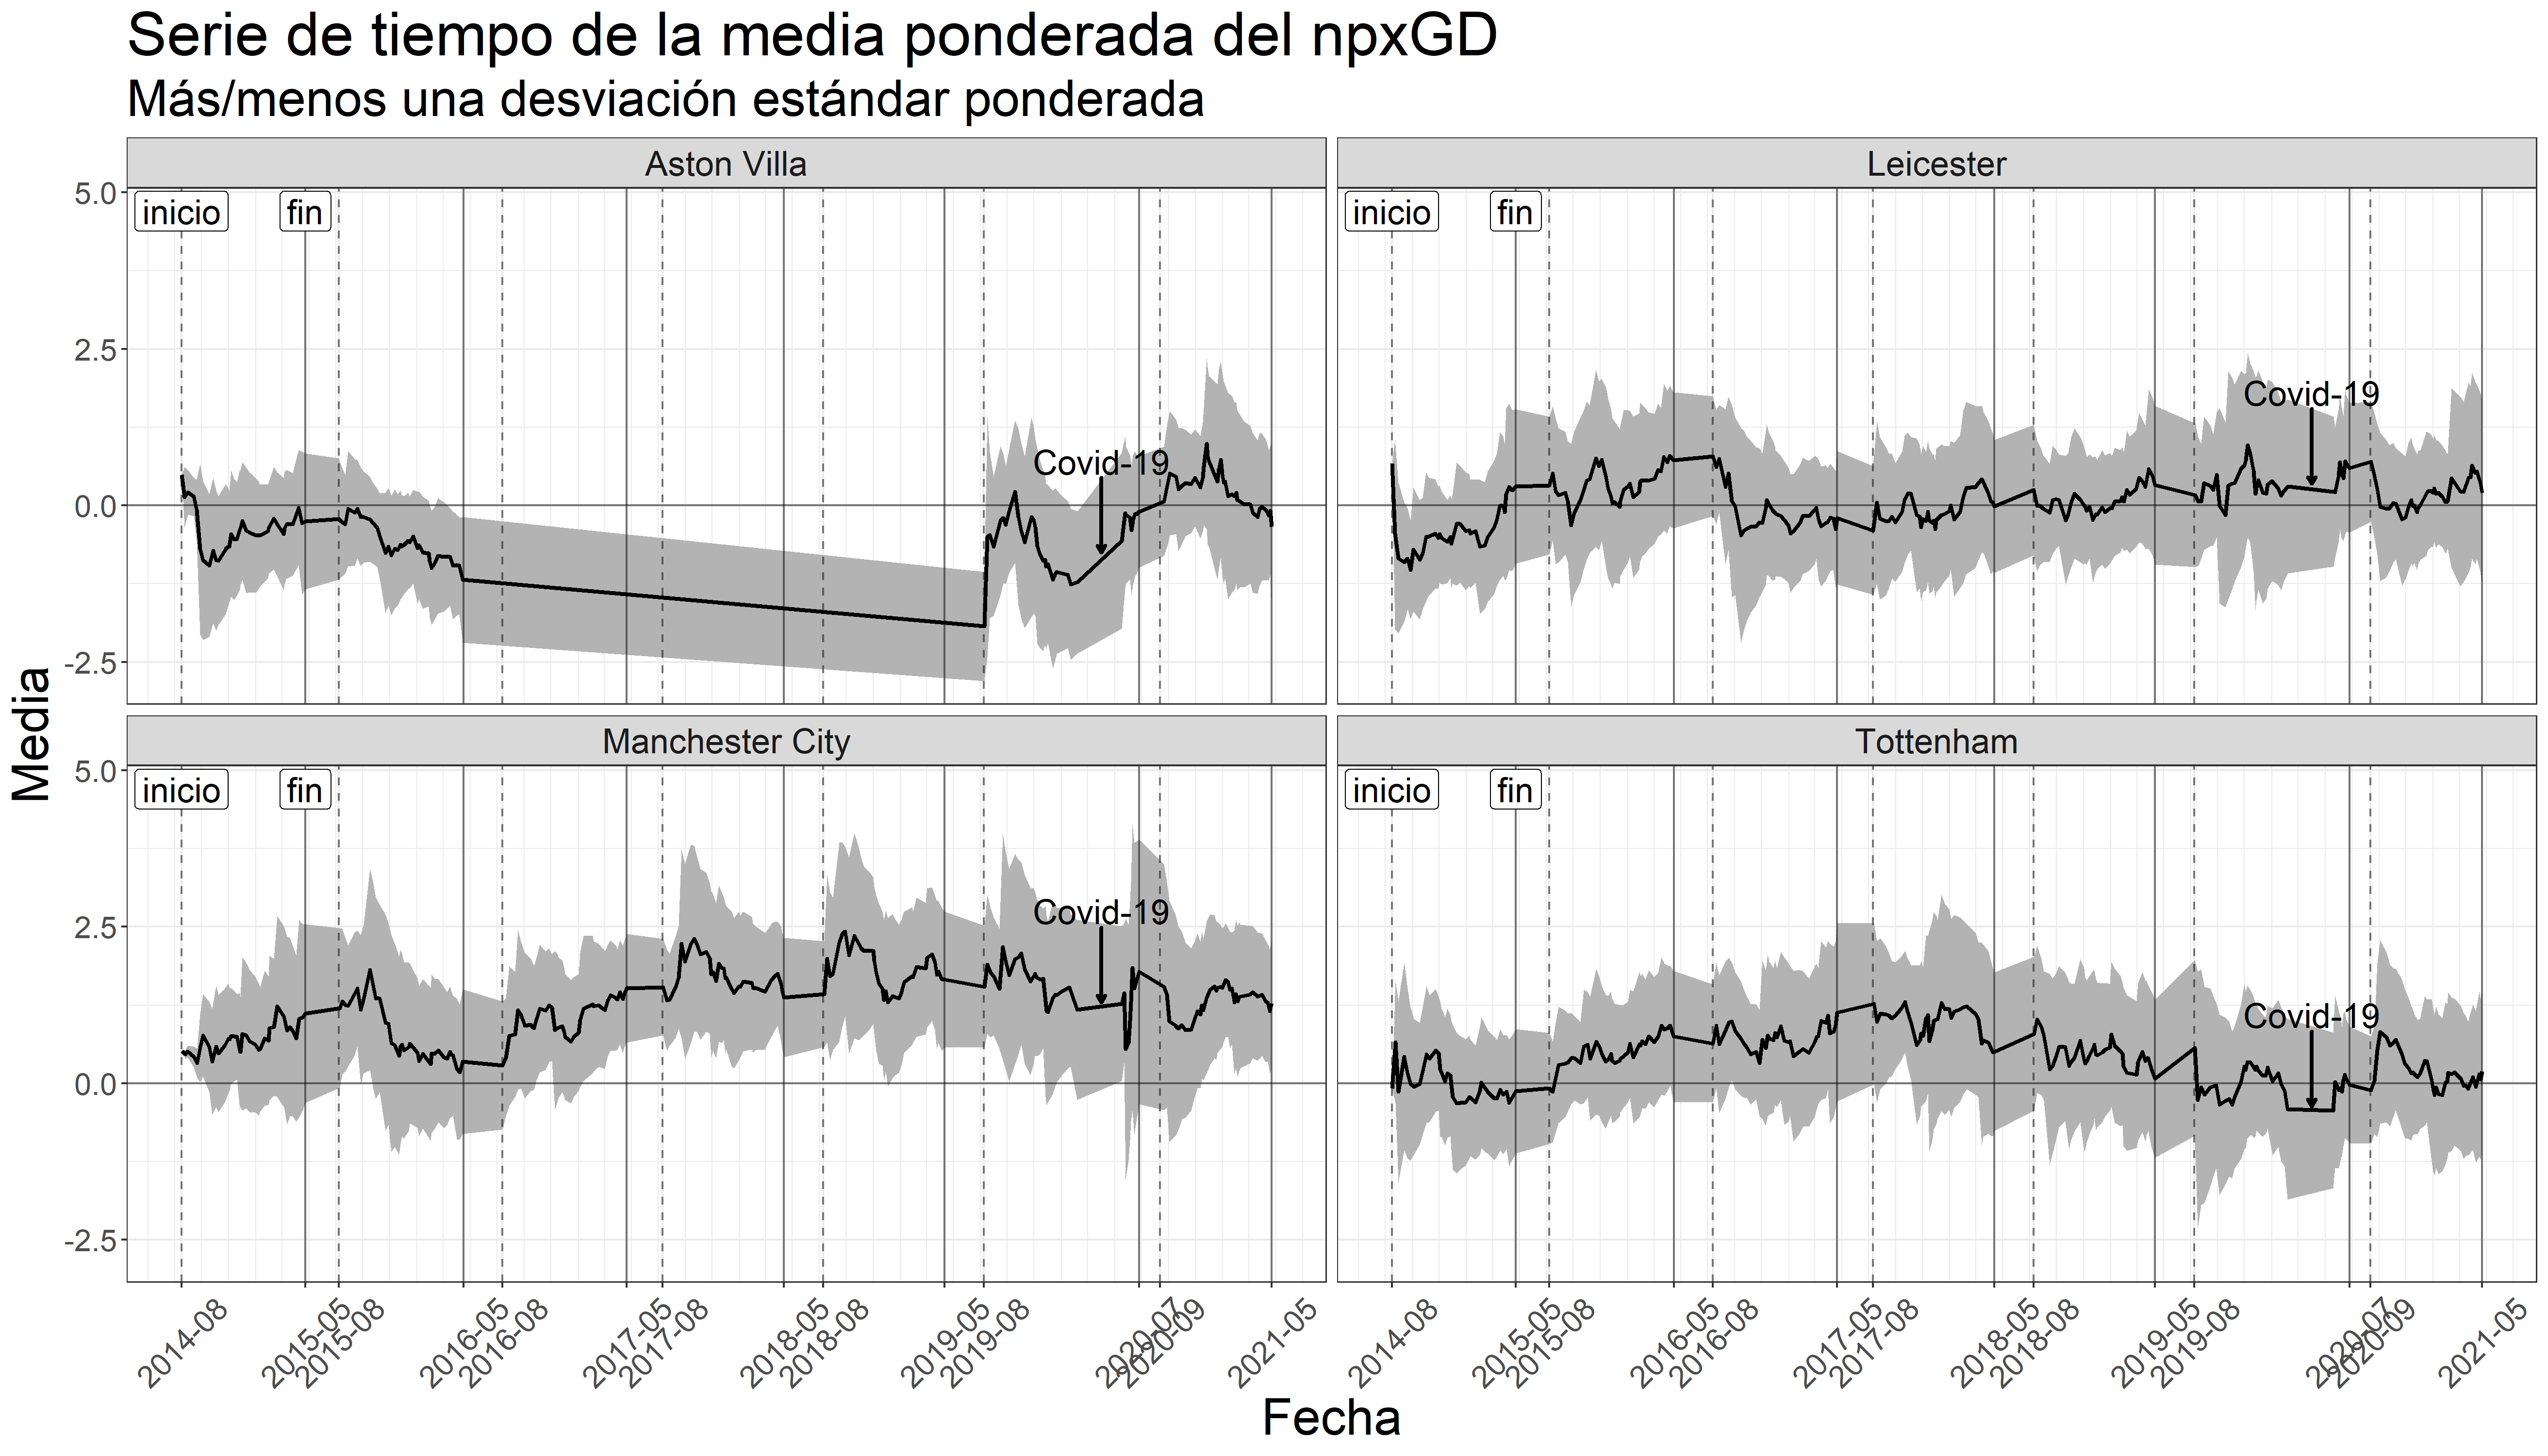 Serie de tiempo de la media ponderada del npxGD
Más/menos una desviación estándar ponderada
Aston Villa
Leicester
5.0
2.5
0.0
-2.5
inicio
fin
Covid-19
inicio
fin
Covid-19
Media
Manchester City
Tottenham
5.0
2.5
0.0
-2.5
inicio
fin
Covid-19
inicio
fin
Covid-19
2014-08
2015-05
2015-08
2016-05
2016-08
2017-05
2017-08
2018-05
2018-08
2019-05
2019-08
2020-07
2020-09
2021-05
2014-08
2015-05
2015-08
2016-05
2016-08
2017-05
2017-08
2018-05
2018-08
2019-05
2019-08
2020-07
2020-09
2021-05
Fecha